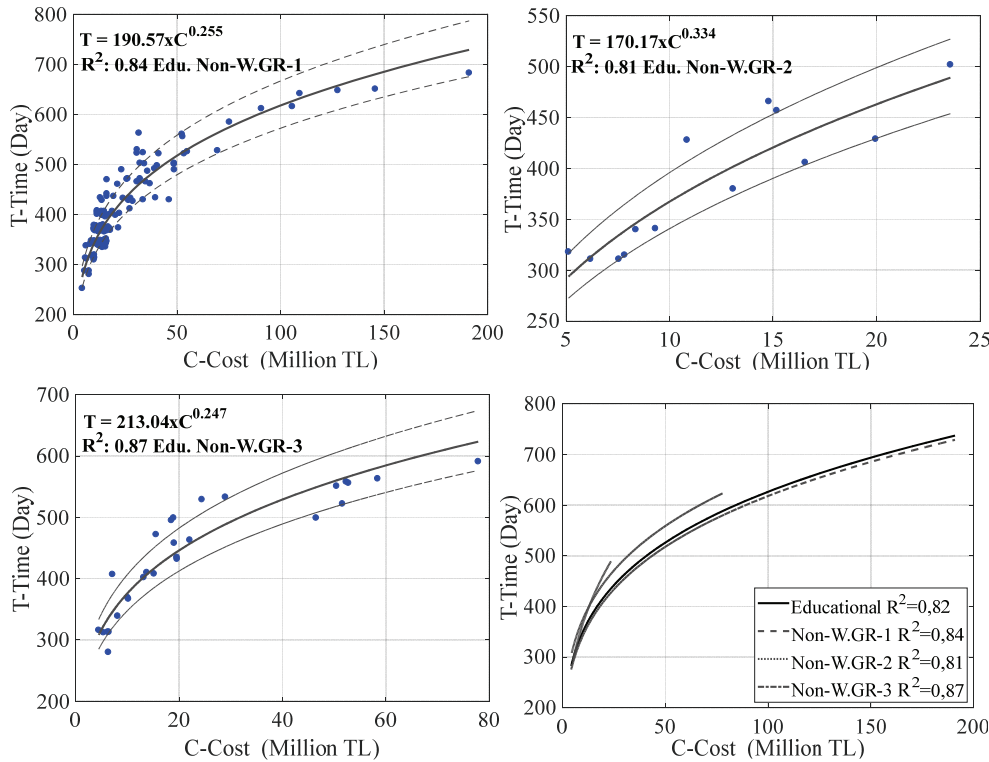 T = 190.57xC^0.255
R^2: 0.84 Edu. Non-W.GR-1
T-Time (Day)
800
700
600
500
400
300
200
0
50
100
150
200
C-Cost (Million TL)
T = 170.17xC^0.334
R^2: 0.81 Edu. Non-W.GR-2
T-Time (Day)
550
500
450
400
350
300
250
5
10
15
20
25
C-Cost (Million TL)
T = 213.04xC^0.247
R^2: 0.87 Edu. Non-W.GR-3
T-Time (Day)
700
600
500
400
300
200
0
20
40
60
80
C-Cost (Million TL)
T-Time (Day)
800
700
600
500
400
300
200
Educational R^2=0,82
Non-W.GR-1 R^2=0,84
Non-W.GR-2 R^2=0,81
Non-W.GR-3 R^2=0,87
0
50
100
150
200
C-Cost (Million TL)